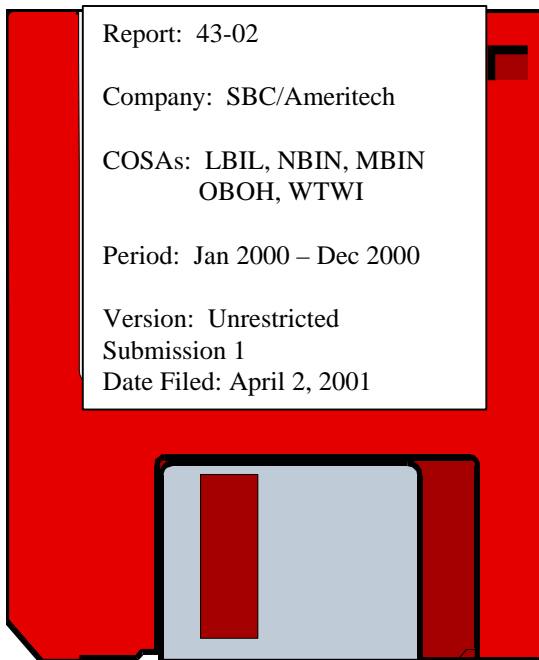 Report: 43-02
Company: SBC/Ameritech
COSAs: LBIL, NBIN, MBIN
OBOH, WTWI
Period: Jan 2000 – Dec 2000
Version: Unrestricted
Submission 1
Date Filed: April 2, 2001